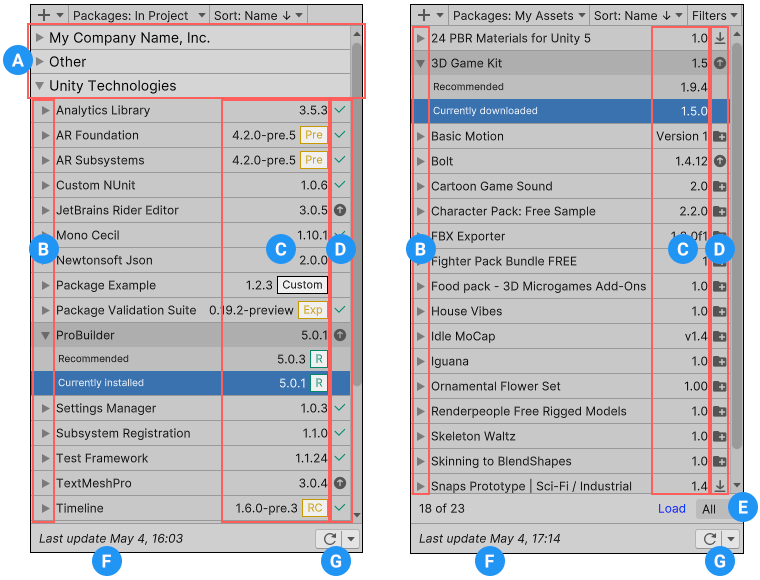 Packages: In Project Sort: Name ↓
My Company Name, Inc.
A
Other
Unity Technologies
Analytics Library 3.5.3
AR Foundation 4.2.0-pre.5 Pre
AR Subsystems 4.2.0-pre.5 Pre
Custom NUnit 1.0.6
JetBrains Rider Editor 3.0.5
Mono Cecil 1.10.1
B C D
Newtonsoft Json 2.0.0
Package Example 1.2.3 Custom
Package Validation Suite 0.19.2-preview Exp
ProBuilder 5.0.1
Recommended 5.0.3 R
Currently installed 5.0.1 R
Settings Manager 1.0.3
Subsystem Registration 1.1.0
Test Framework 1.1.24
TextMeshPro 3.0.4
Timeline 1.6.0-pre.3 RC
Last update May 4, 16:03
F G
Packages: My Assets Sort: Name ↓ Filters
24 PBR Materials for Unity 5 1.0
3D Game Kit 1.5
Recommended 1.9.4
Currently downloaded 1.5.0
Basic Motion Version 1
Bolt 1.4.12
Cartoon Game Sound 2.0
Character Pack: Free Sample 2.2.0
FBX Exporter
B C D
Fighter Pack Bundle FREE 1
Food pack - 3D Microgames Add-Ons 1.0
House Vibes 1.0
Idle MoCap v1.4
Iguana 1.0
Ornamental Flower Set 1.00
Renderpeople Free Rigged Models 1.0
Skeleton Waltz 1.0
Skinning to BlendShapes 1.0
Snaps Prototype | Sci-Fi / Industrial 1.4
18 of 23 Load All E
Last update May 4, 17:14
F G